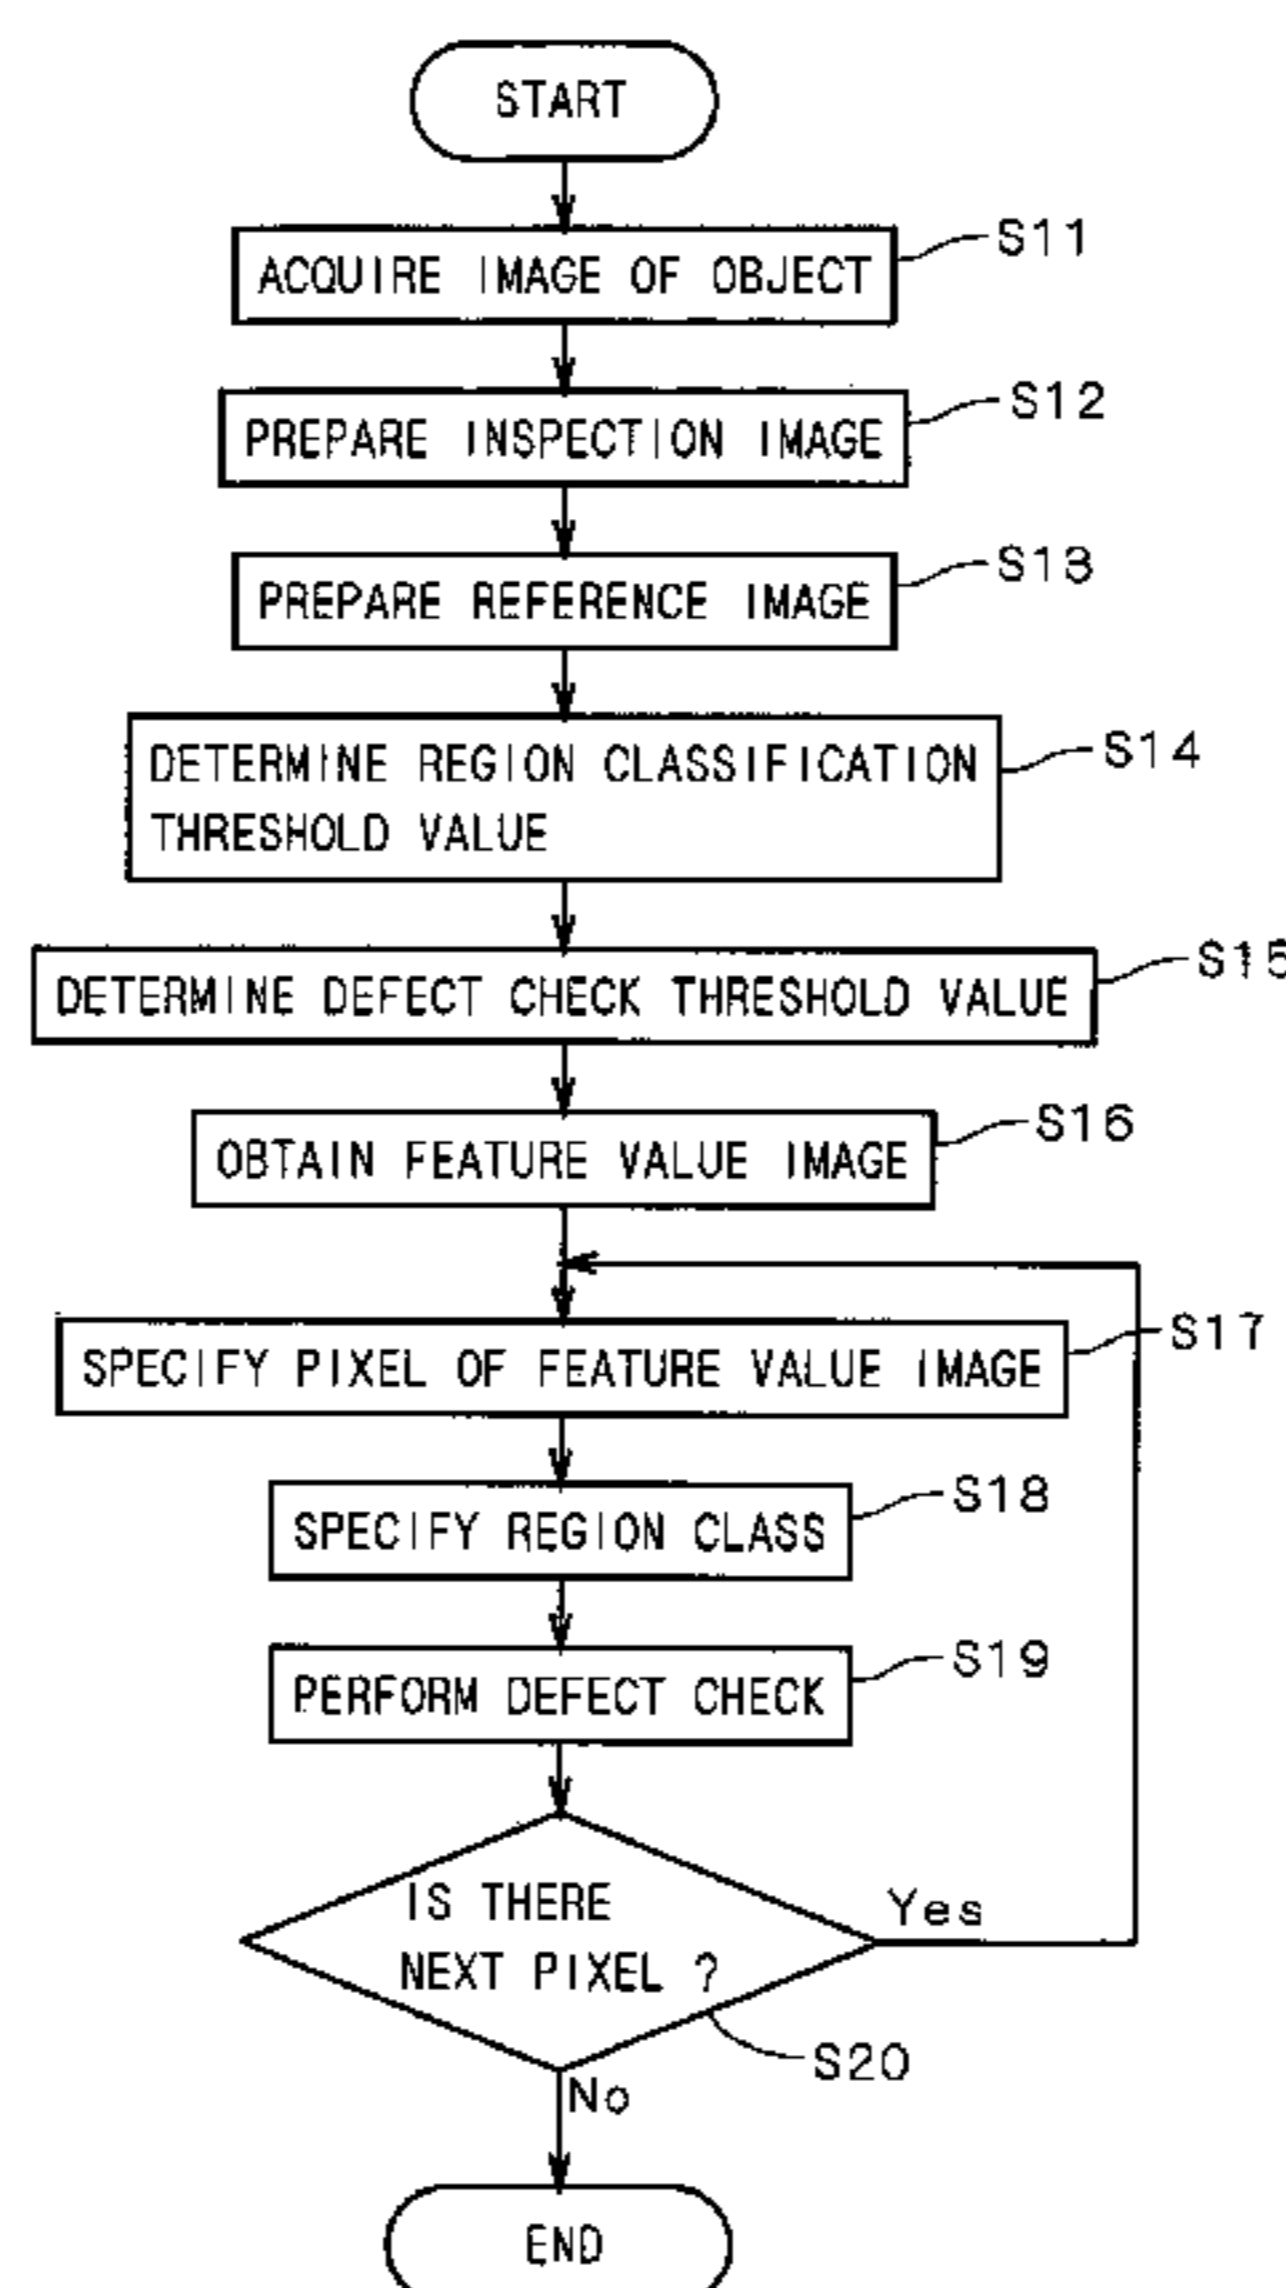 START
ACQUIRE IMAGE OF OBJECT
S11
PREPARE INSPECTION IMAGE
S12
PREPARE REFERENCE IMAGE
S13
DETERMINE REGION CLASSIFICATION
THRESHOLD VALUE
S14
DETERMINE DEFECT CHECK THRESHOLD VALUE
S15
OBTAIN FEATURE VALUE IMAGE
S16
SPECIFY PIXEL OF FEATURE VALUE IMAGE
S17
SPECIFY REGION CLASS
S18
PERFORM DEFECT CHECK
S19
IS THERE
NEXT PIXEL ?
Yes
S20
No
END